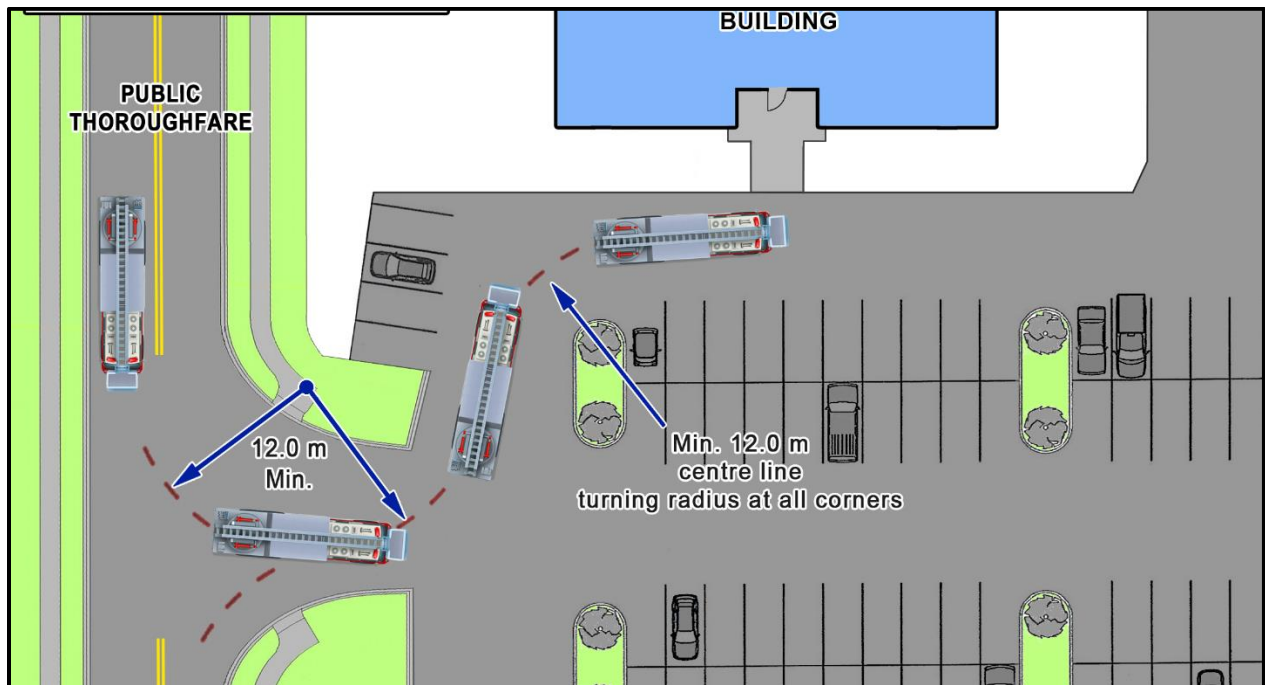 BUILDING
PUBLIC
THOROUGHFARE
12.0 m
Min.
Min. 12.0 m
centre line
turning radius at all corners